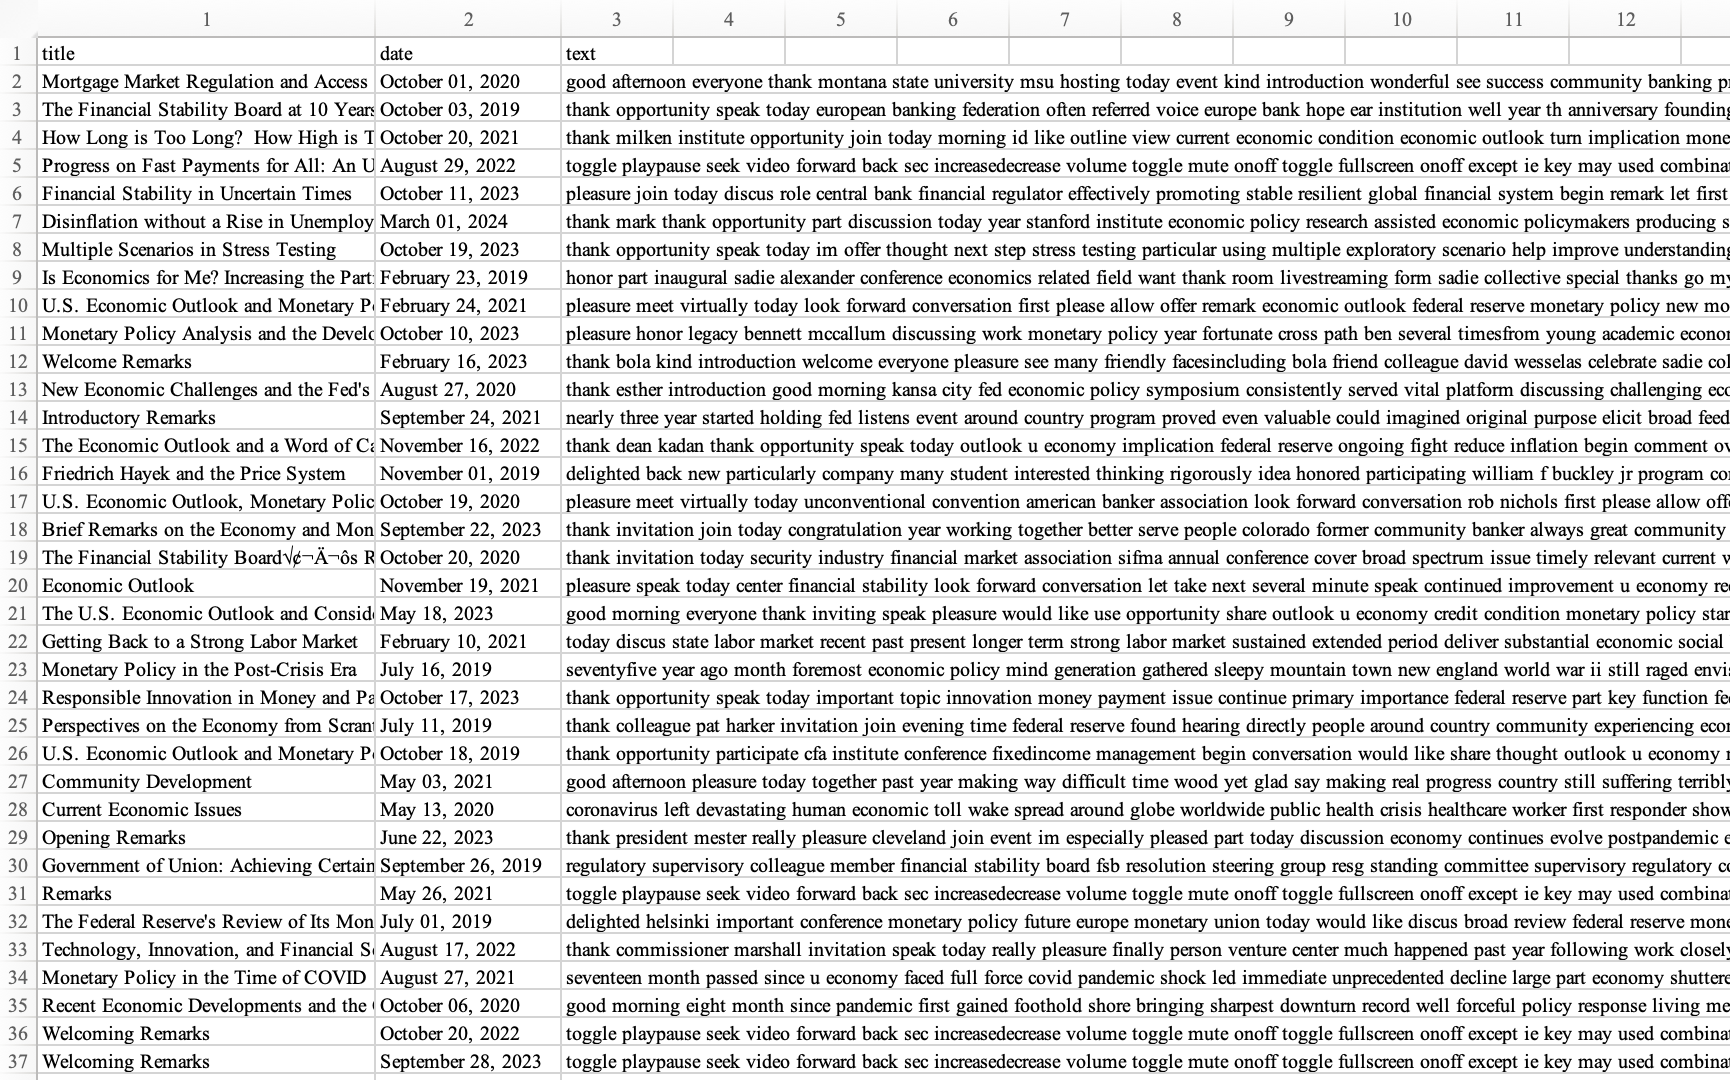 1 2 3 4 5 6 7 8 9 10 11 12
1 title date text
2 Mortgage Market Regulation and Access October 01, 2020 good afternoon everyone thank montana state university msu hosting today event kind introduction wonderful see success community banking pr
3 The Financial Stability Board at 10 Years October 03, 2019 thank opportunity speak today european banking federation often referred voice europe bank hope ear institution well year th anniversary founding
4 How Long is Too Long?  How High is T October 20, 2021 thank milken institute opportunity join today morning id like outline view current economic condition economic outlook turn implication mone
5 Progress on Fast Payments for All: An U August 29, 2022 toggle playpause seek video forward back sec increasedecrease volume toggle mute onoff toggle fullscreen onoff except ie key may used combinat
6 Financial Stability in Uncertain Times October 11, 2023 pleasure join today discus role central bank financial regulator effectively promoting stable resilient global financial system begin remark let first
7 Disinflation without a Rise in Unemploy March 01, 2024 thank mark thank opportunity part discussion today year stanford institute economic policy research assisted economic policymakers producing s
8 Multiple Scenarios in Stress Testing October 19, 2023 thank opportunity speak today im offer thought next step stress testing particular using multiple exploratory scenario help improve understanding
9 Is Economics for Me? Increasing the Part February 23, 2019 honor part inaugural sadie alexander conference economics related field want thank room livestreaming form sadie collective special thanks go my
10 U.S. Economic Outlook and Monetary Po February 24, 2021 pleasure meet virtually today look forward conversation first please allow offer remark economic outlook federal reserve monetary policy new mo
11 Monetary Policy Analysis and the Develo October 10, 2023 pleasure honor legacy bennett mccallum discussing work monetary policy year fortunate cross path ben several timesfrom young academic econo
12 Welcome Remarks February 16, 2023 thank bola kind introduction welcome everyone pleasure see many friendly facesincluding bola friend colleague david wesselas celebrate sadie col
13 New Economic Challenges and the Fed's August 27, 2020 thank esther introduction good morning kansa city fed economic policy symposium consistently served vital platform discussing challenging eco
14 Introductory Remarks September 24, 2021 nearly three year started holding fed listens event around country program proved even valuable could imagined original purpose elicit broad feed
15 The Economic Outlook and a Word of Ca November 16, 2022 thank dean kadan thank opportunity speak today outlook u economy implication federal reserve ongoing fight reduce inflation begin comment ov
16 Friedrich Hayek and the Price System November 01, 2019 delighted back new particularly company many student interested thinking rigorously idea honored participating william f buckley jr program co
17 U.S. Economic Outlook, Monetary Polic October 19, 2020 pleasure meet virtually today unconventional convention american banker association look forward conversation rob nichols first please allow offe
18 Brief Remarks on the Economy and Mon September 22, 2023 thank invitation join today congratulation year working together better serve people colorado former community banker always great community
19 The Financial Stability Board√¢¬Ä¬ôs R October 20, 2020 thank invitation today security industry financial market association sifma annual conference cover broad spectrum issue timely relevant current w
20 Economic Outlook November 19, 2021 pleasure speak today center financial stability look forward conversation let take next several minute speak continued improvement u economy rec
21 The U.S. Economic Outlook and Consid May 18, 2023 good morning everyone thank inviting speak pleasure would like use opportunity share outlook u economy credit condition monetary policy star
22 Getting Back to a Strong Labor Market February 10, 2021 today discus state labor market recent past present longer term strong labor market sustained extended period deliver substantial economic social
23 Monetary Policy in the Post-Crisis Era July 16, 2019 seventyfive year ago month foremost economic policy mind generation gathered sleepy mountain town new england world war ii still raged envis
24 Responsible Innovation in Money and Pa October 17, 2023 thank opportunity speak today important topic innovation money payment issue continue primary importance federal reserve part key function fe
25 Perspectives on the Economy from Scran July 11, 2019 thank colleague pat harker invitation join evening time federal reserve found hearing directly people around country community experiencing eco
26 U.S. Economic Outlook and Monetary Po October 18, 2019 thank opportunity participate cfa institute conference fixedincome management begin conversation would like share thought outlook u economy r
27 Community Development May 03, 2021 good afternoon pleasure today together past year making way difficult time wood yet glad say making real progress country still suffering terribly
28 Current Economic Issues May 13, 2020 coronavirus left devastating human economic toll wake spread around globe worldwide public health crisis healthcare worker first responder show
29 Opening Remarks June 22, 2023 thank president mester really pleasure cleveland join event im especially pleased part today discussion economy continues evolve postpandemic e
30 Government of Union: Achieving Certain September 26, 2019 regulatory supervisory colleague member financial stability board fsb resolution steering group resg standing committee supervisory regulatory co
31 Remarks May 26, 2021 toggle playpause seek video forward back sec increasedecrease volume toggle mute onoff toggle fullscreen onoff except ie key may used combinat
32 The Federal Reserve's Review of Its Mon July 01, 2019 delighted helsinki important conference monetary policy future europe monetary union today would like discus broad review federal reserve mone
33 Technology, Innovation, and Financial Se August 17, 2022 thank commissioner marshall invitation speak today really pleasure finally person venture center much happened past year following work closely
34 Monetary Policy in the Time of COVID August 27, 2021 seventeen month passed since u economy faced full force covid pandemic shock led immediate unprecedented decline large part economy shuttere
35 Recent Economic Developments and the October 06, 2020 good morning eight month since pandemic first gained foothold shore bringing sharpest downturn record well forceful policy response living me
36 Welcoming Remarks October 20, 2022 toggle playpause seek video forward back sec increasedecrease volume toggle mute onoff toggle fullscreen onoff except ie key may used combinat
37 Welcoming Remarks September 28, 2023 toggle playpause seek video forward back sec increasedecrease volume toggle mute onoff toggle fullscreen onoff except ie key may used combinat